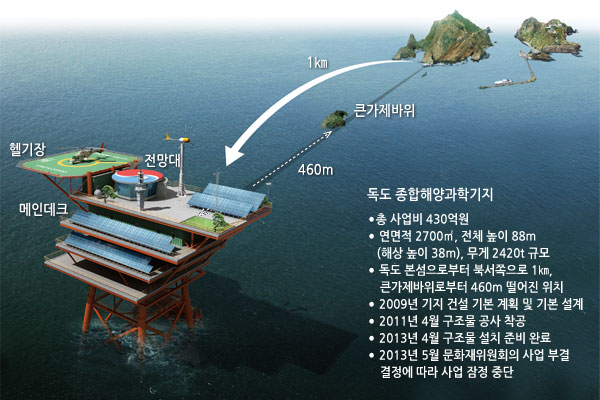 1㎞
큰가제바위
헬기장
전망대
460m
메인데크
독도 종합해양과학기지
•총 사업비 430억원
• 연면적 2700㎡, 전체 높이 88m
(해상 높이 38m), 무게 2420t 규모
• 독도 본섬으로부터 북서쪽으로 1㎞,
큰가제바위로부터 460m 떨어진 위치
• 2009년 기지 건설 기본 계획 및 기본 설계
• 2011년 4월 구조물 공사 착공
• 2013년 4월 구조물 설치 준비 완료
• 2013년 5월 문화재위원회의 사업 부결
결정에 따라 사업 잠정 중단